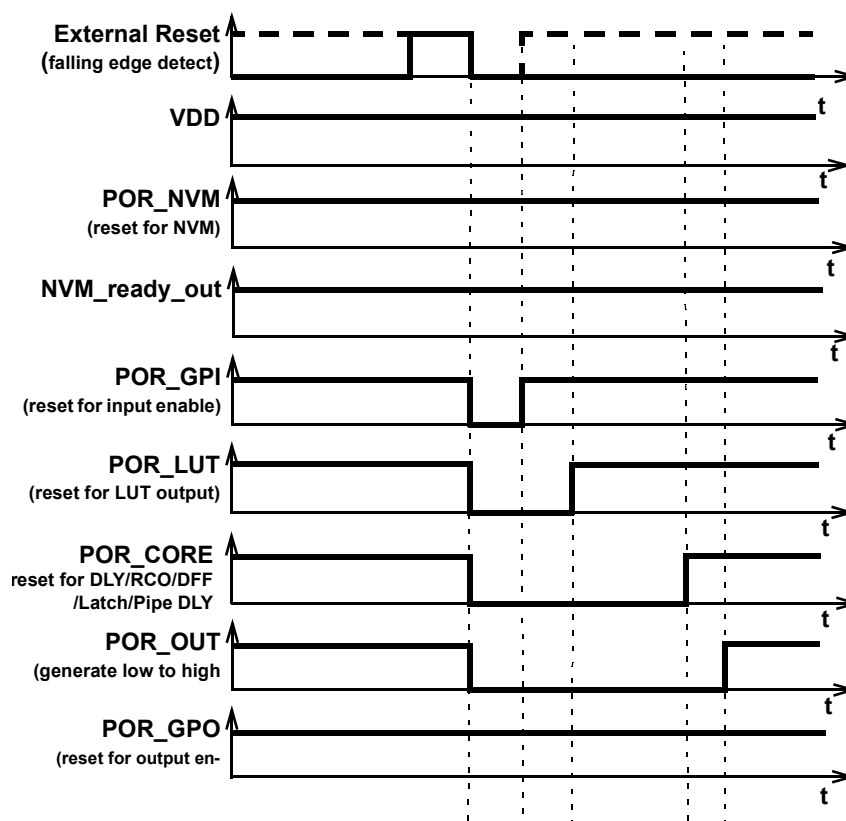 External Reset
(falling edge detect)
t
VDD
t
POR_NVM
(reset for NVM)
t
NVM_ready_out
t
POR_GPI
(reset for input enable)
t
POR_LUT
(reset for LUT output)
t
POR_CORE
reset for DLY/RCO/DFF
/Latch/Pipe DLY
t
POR_OUT
(generate low to high
t
POR_GPO
(reset for output en-
t